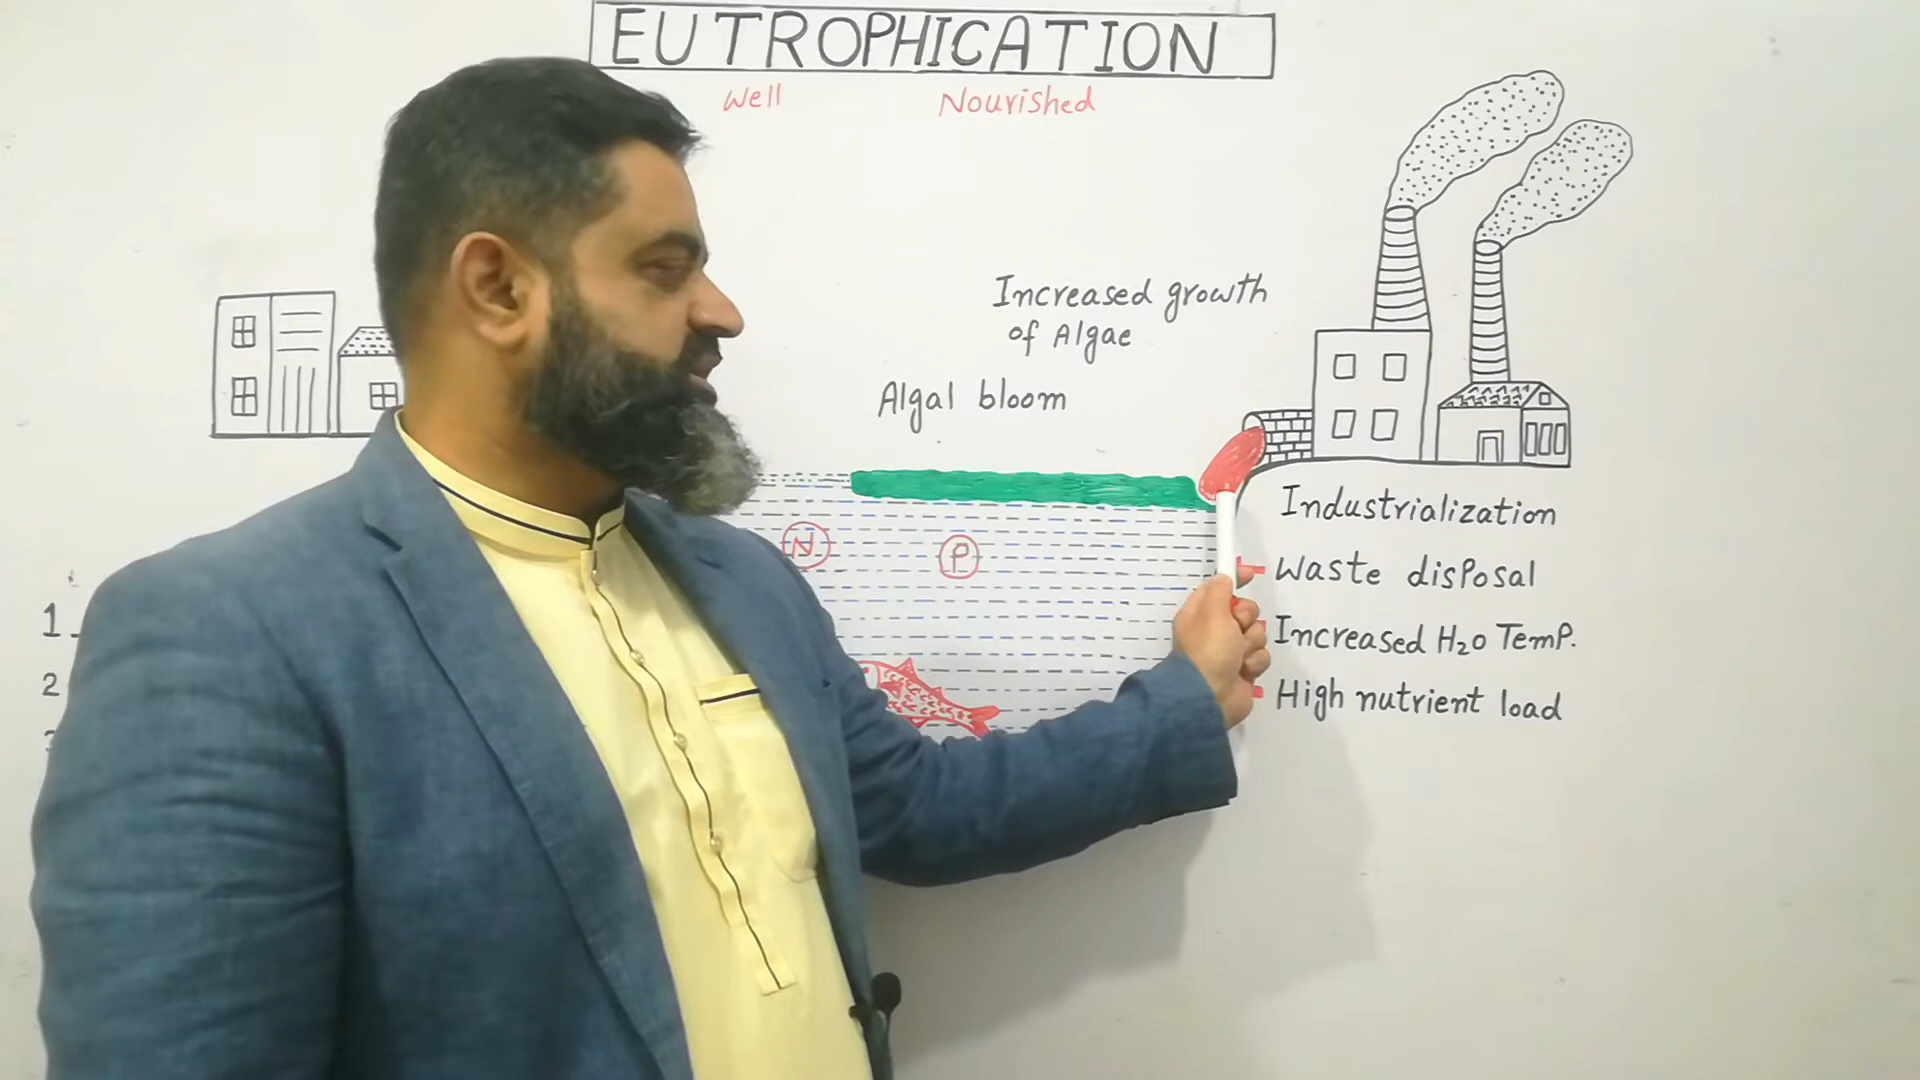 EUTROPHICATION
Well Nourished
Increased growth
of Algae
Algal bloom
N P
Industrialization
Waste disposal
Increased H₂O Temp.
High nutrient load
1
2